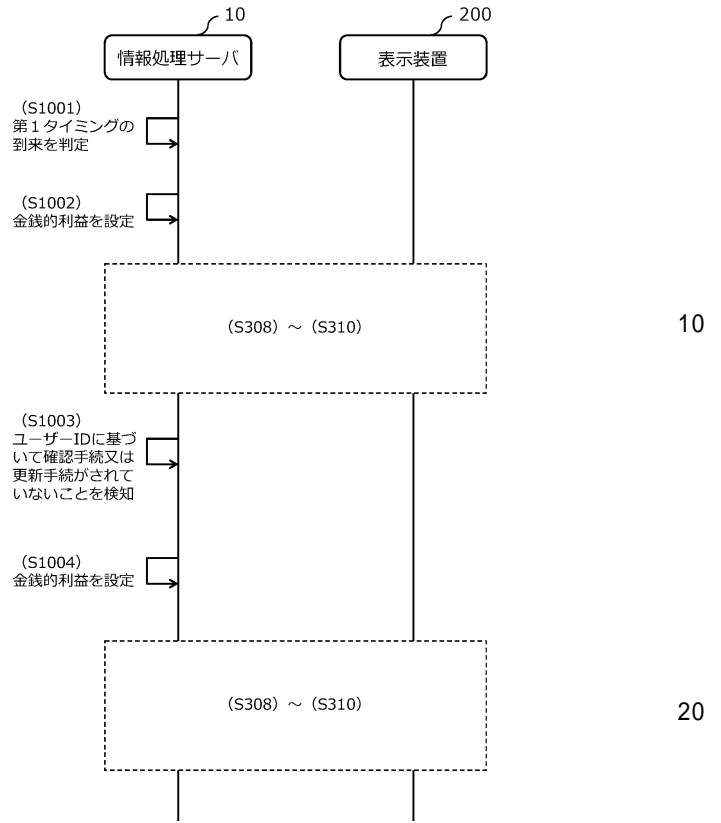 10
200
情報処理サーバ
表示装置
（S1001）
第１タイミングの
到来を判定
（S1002）
金銭的利益を設定
（S308）～（S310）
10
（S1003）
ユーザーIDに基づ
いて確認手続又は
更新手続がされて
いないことを検知
（S1004）
金銭的利益を設定
（S308）～（S310）
20